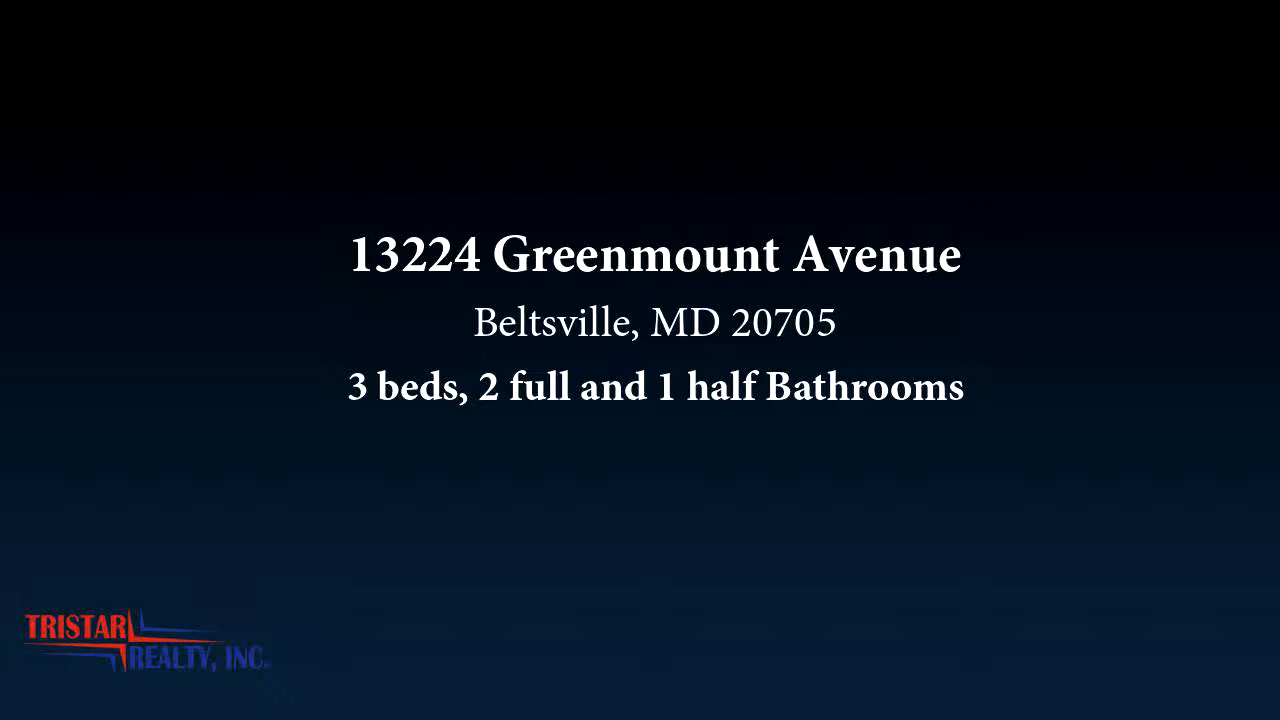 13224 Greenmount Avenue
Beltsville, MD 20705
3 beds, 2 full and 1 half Bathrooms
TRISTAR
REALTY, INC.